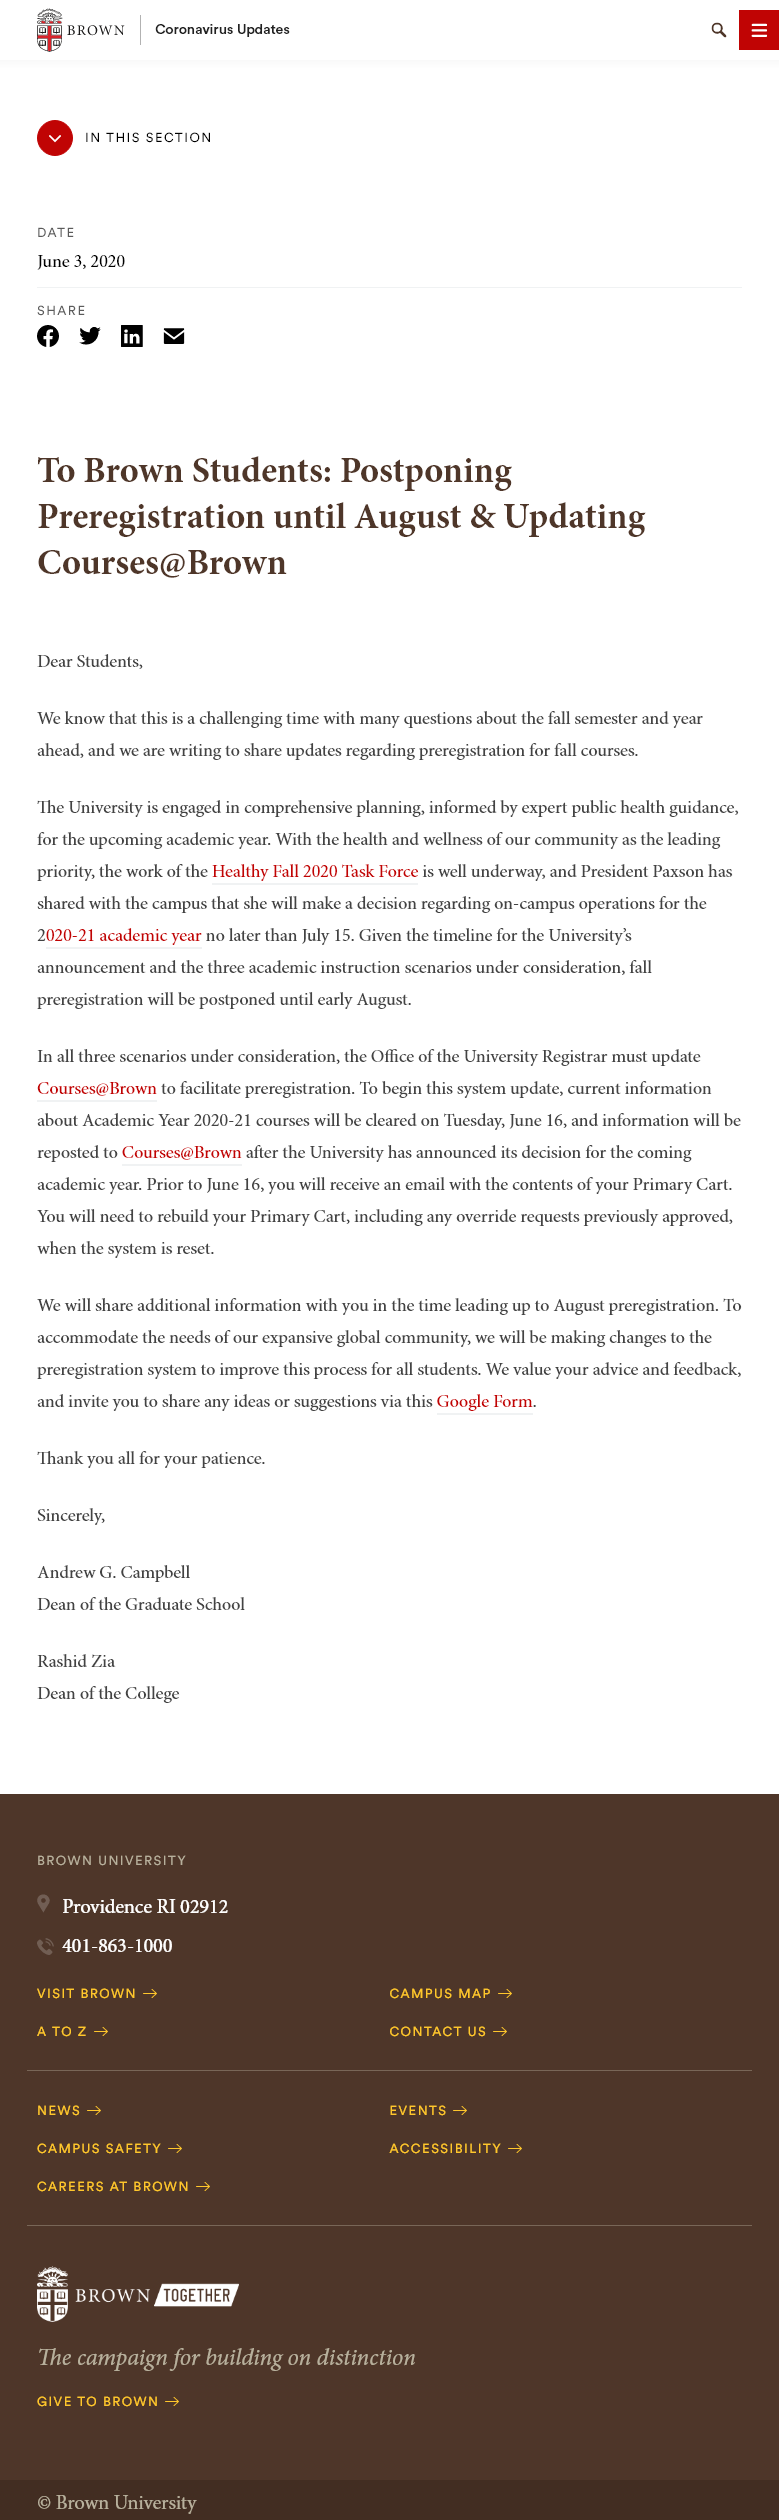 BROWN
Coronavirus Updates
IN THIS SECTION
DATE
June 3, 2020
SHARE
To Brown Students: Postponing
Preregistration until August & Updating
Courses@Brown
Dear Students,
We know that this is a challenging time with many questions about the fall semester and year
ahead, and we are writing to share updates regarding preregistration for fall courses.
The University is engaged in comprehensive planning, informed by expert public health guidance,
for the upcoming academic year. With the health and wellness of our community as the leading
priority, the work of the Healthy Fall 2020 Task Force is well underway, and President Paxson has
shared with the campus that she will make a decision regarding on-campus operations for the
2020-21 academic year no later than July 15. Given the timeline for the University’s
announcement and the three academic instruction scenarios under consideration, fall
preregistration will be postponed until early August.
In all three scenarios under consideration, the Office of the University Registrar must update
Courses@Brown to facilitate preregistration. To begin this system update, current information
about Academic Year 2020-21 courses will be cleared on Tuesday, June 16, and information will be
reposted to Courses@Brown after the University has announced its decision for the coming
academic year. Prior to June 16, you will receive an email with the contents of your Primary Cart.
You will need to rebuild your Primary Cart, including any override requests previously approved,
when the system is reset.
We will share additional information with you in the time leading up to August preregistration. To
accommodate the needs of our expansive global community, we will be making changes to the
preregistration system to improve this process for all students. We value your advice and feedback,
and invite you to share any ideas or suggestions via this Google Form.
Thank you all for your patience.
Sincerely,
Andrew G. Campbell
Dean of the Graduate School
Rashid Zia
Dean of the College
BROWN UNIVERSITY
Providence RI 02912
401-863-1000
VISIT BROWN
CAMPUS MAP
A TO Z
CONTACT US
NEWS
EVENTS
CAMPUS SAFETY
ACCESSIBILITY
CAREERS AT BROWN
BROWN TOGETHER
The campaign for building on distinction
GIVE TO BROWN
© Brown University